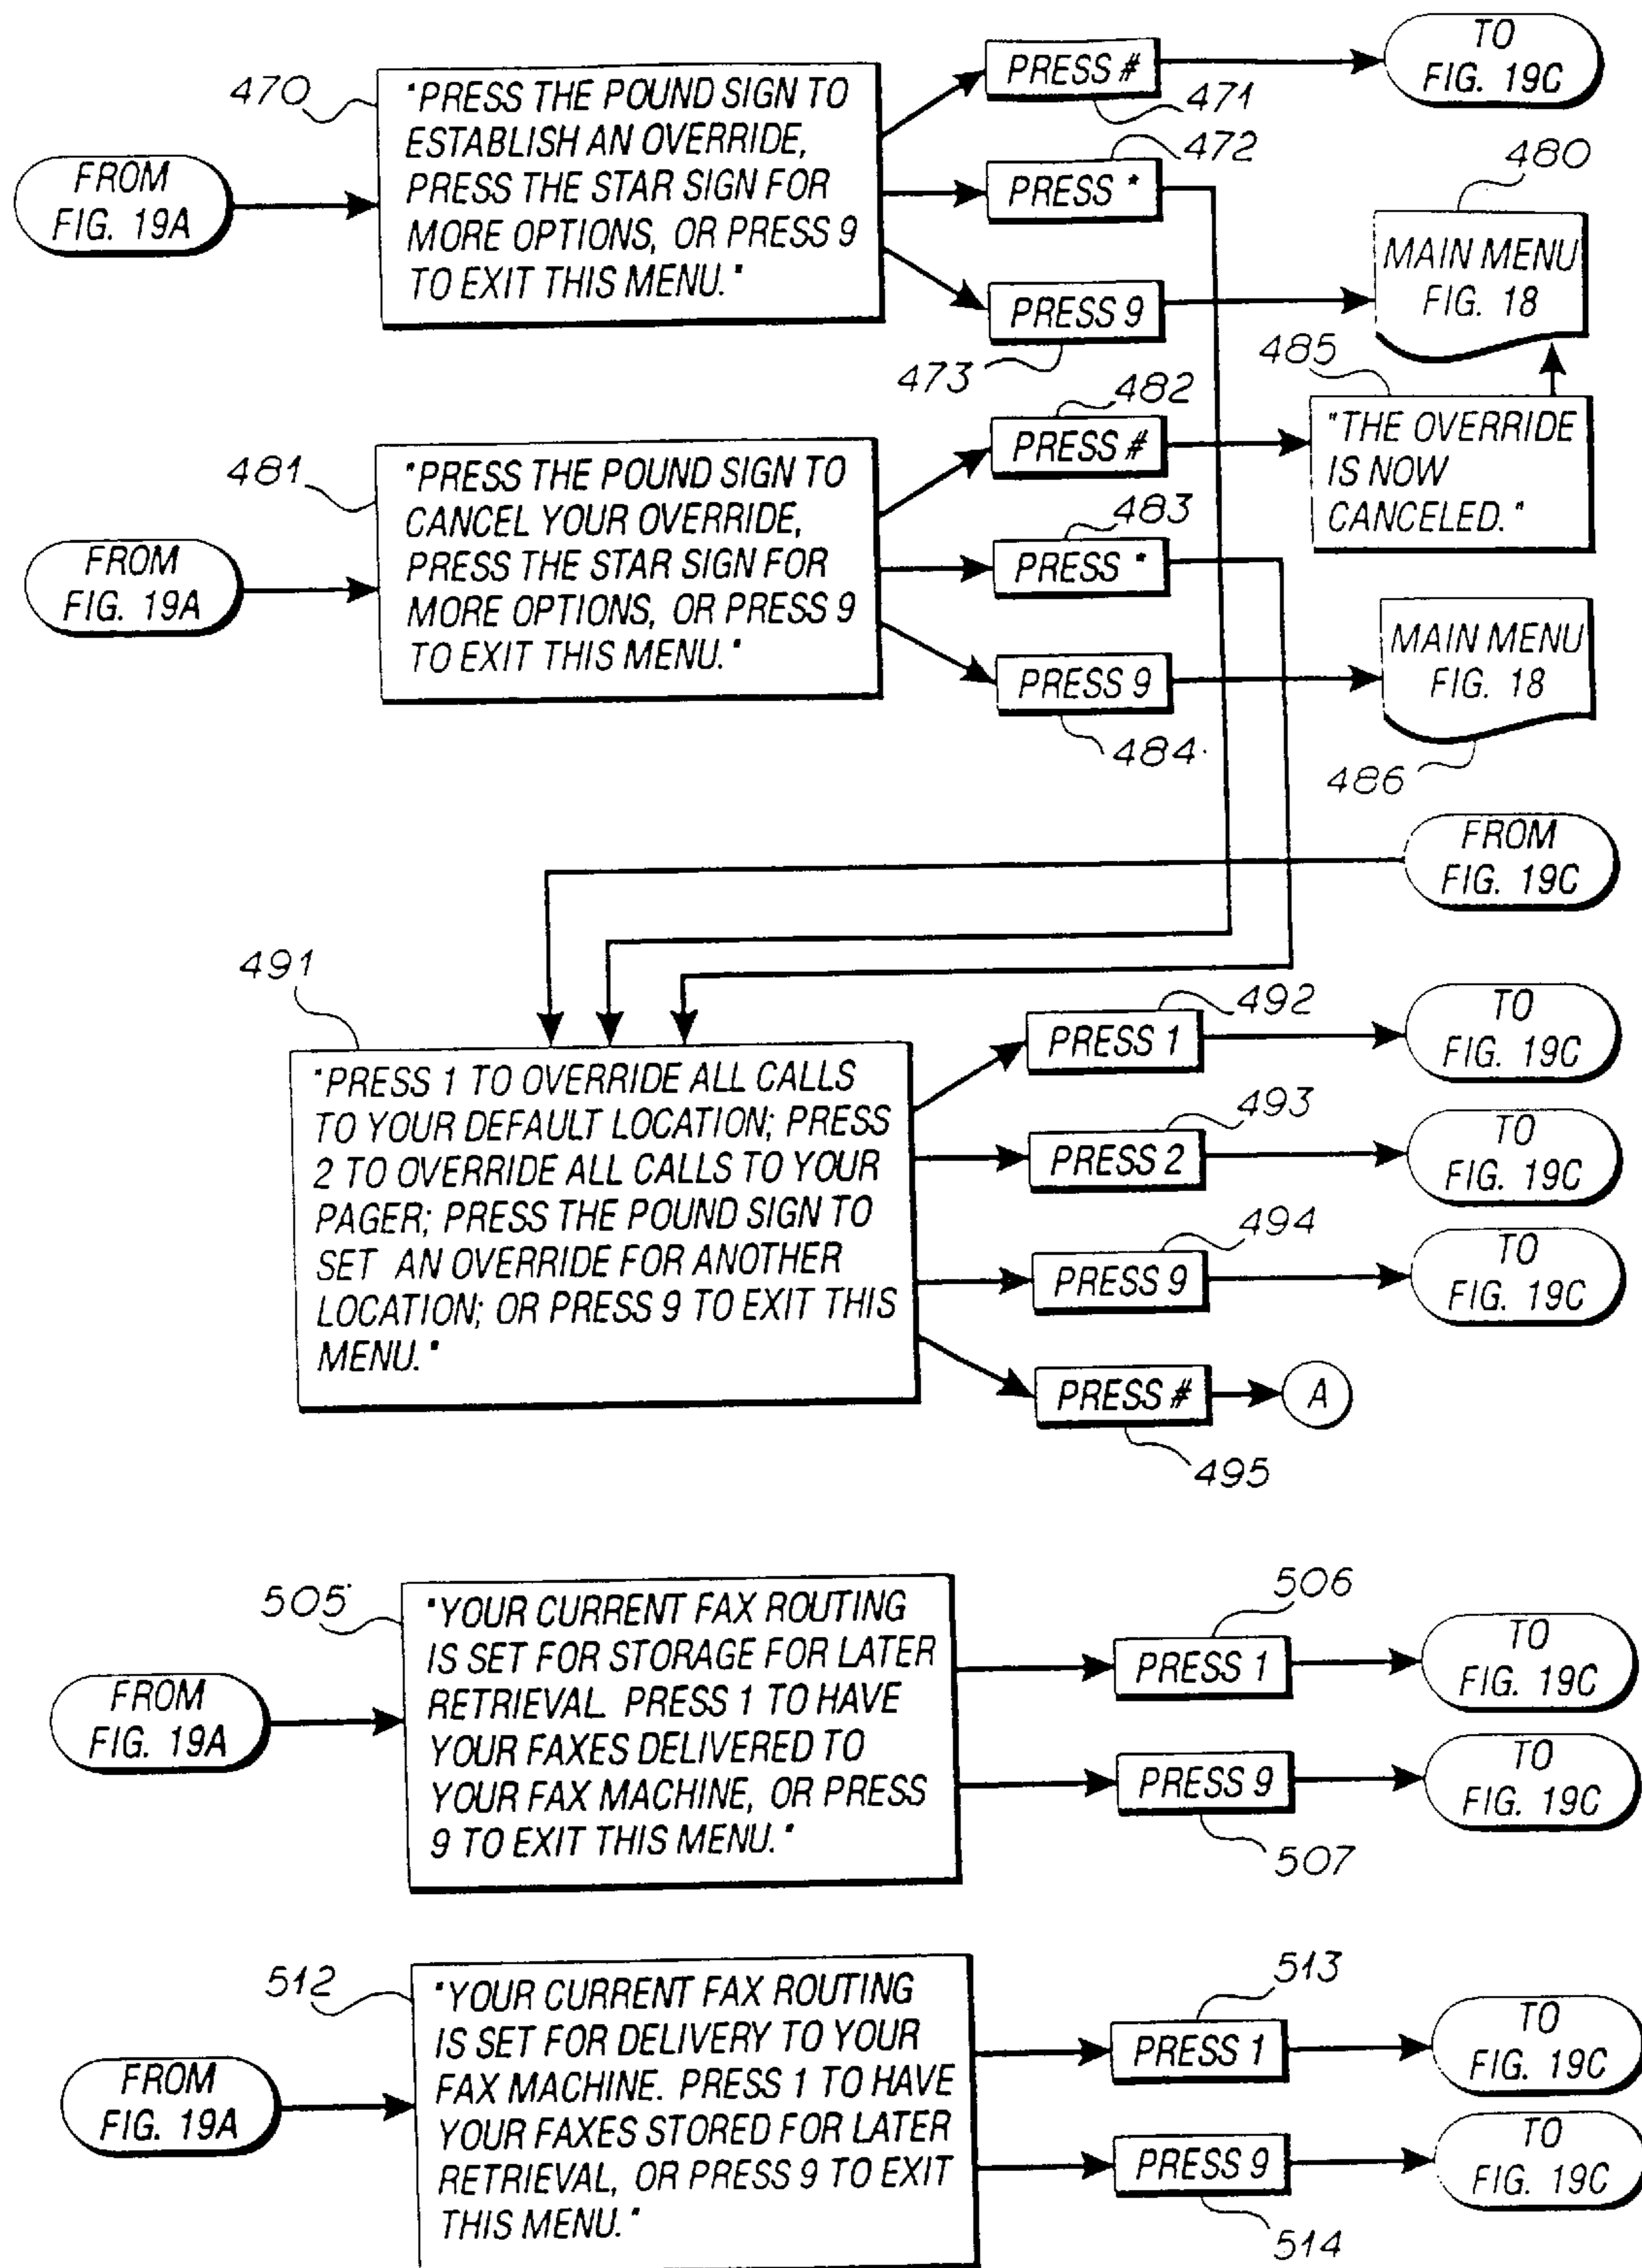 FROM
FIG. 19A
470
"PRESS THE POUND SIGN TO
ESTABLISH AN OVERRIDE,
PRESS THE STAR SIGN FOR
MORE OPTIONS, OR PRESS 9
TO EXIT THIS MENU."
PRESS #
471
TO
FIG. 19C
472
PRESS *
PRESS 9
473
480
MAIN MENU
FIG. 18
FROM
FIG. 19A
481
"PRESS THE POUND SIGN TO
CANCEL YOUR OVERRIDE,
PRESS THE STAR SIGN FOR
MORE OPTIONS, OR PRESS 9
TO EXIT THIS MENU."
482
PRESS #
485
"THE OVERRIDE
IS NOW
CANCELED."
483
PRESS *
PRESS 9
484
MAIN MENU
FIG. 18
486
FROM
FIG. 19C
491
"PRESS 1 TO OVERRIDE ALL CALLS
TO YOUR DEFAULT LOCATION; PRESS
2 TO OVERRIDE ALL CALLS TO YOUR
PAGER; PRESS THE POUND SIGN TO
SET AN OVERRIDE FOR ANOTHER
LOCATION; OR PRESS 9 TO EXIT THIS
MENU."
492
PRESS 1
TO
FIG. 19C
493
PRESS 2
TO
FIG. 19C
494
PRESS 9
TO
FIG. 19C
PRESS #
A
495
FROM
FIG. 19A
505
"YOUR CURRENT FAX ROUTING
IS SET FOR STORAGE FOR LATER
RETRIEVAL. PRESS 1 TO HAVE
YOUR FAXES DELIVERED TO
YOUR FAX MACHINE, OR PRESS
9 TO EXIT THIS MENU."
506
PRESS 1
TO
FIG. 19C
PRESS 9
507
TO
FIG. 19C
FROM
FIG. 19A
512
"YOUR CURRENT FAX ROUTING
IS SET FOR DELIVERY TO YOUR
FAX MACHINE. PRESS 1 TO HAVE
YOUR FAXES STORED FOR LATER
RETRIEVAL, OR PRESS 9 TO EXIT
THIS MENU."
513
PRESS 1
TO
FIG. 19C
PRESS 9
514
TO
FIG. 19C